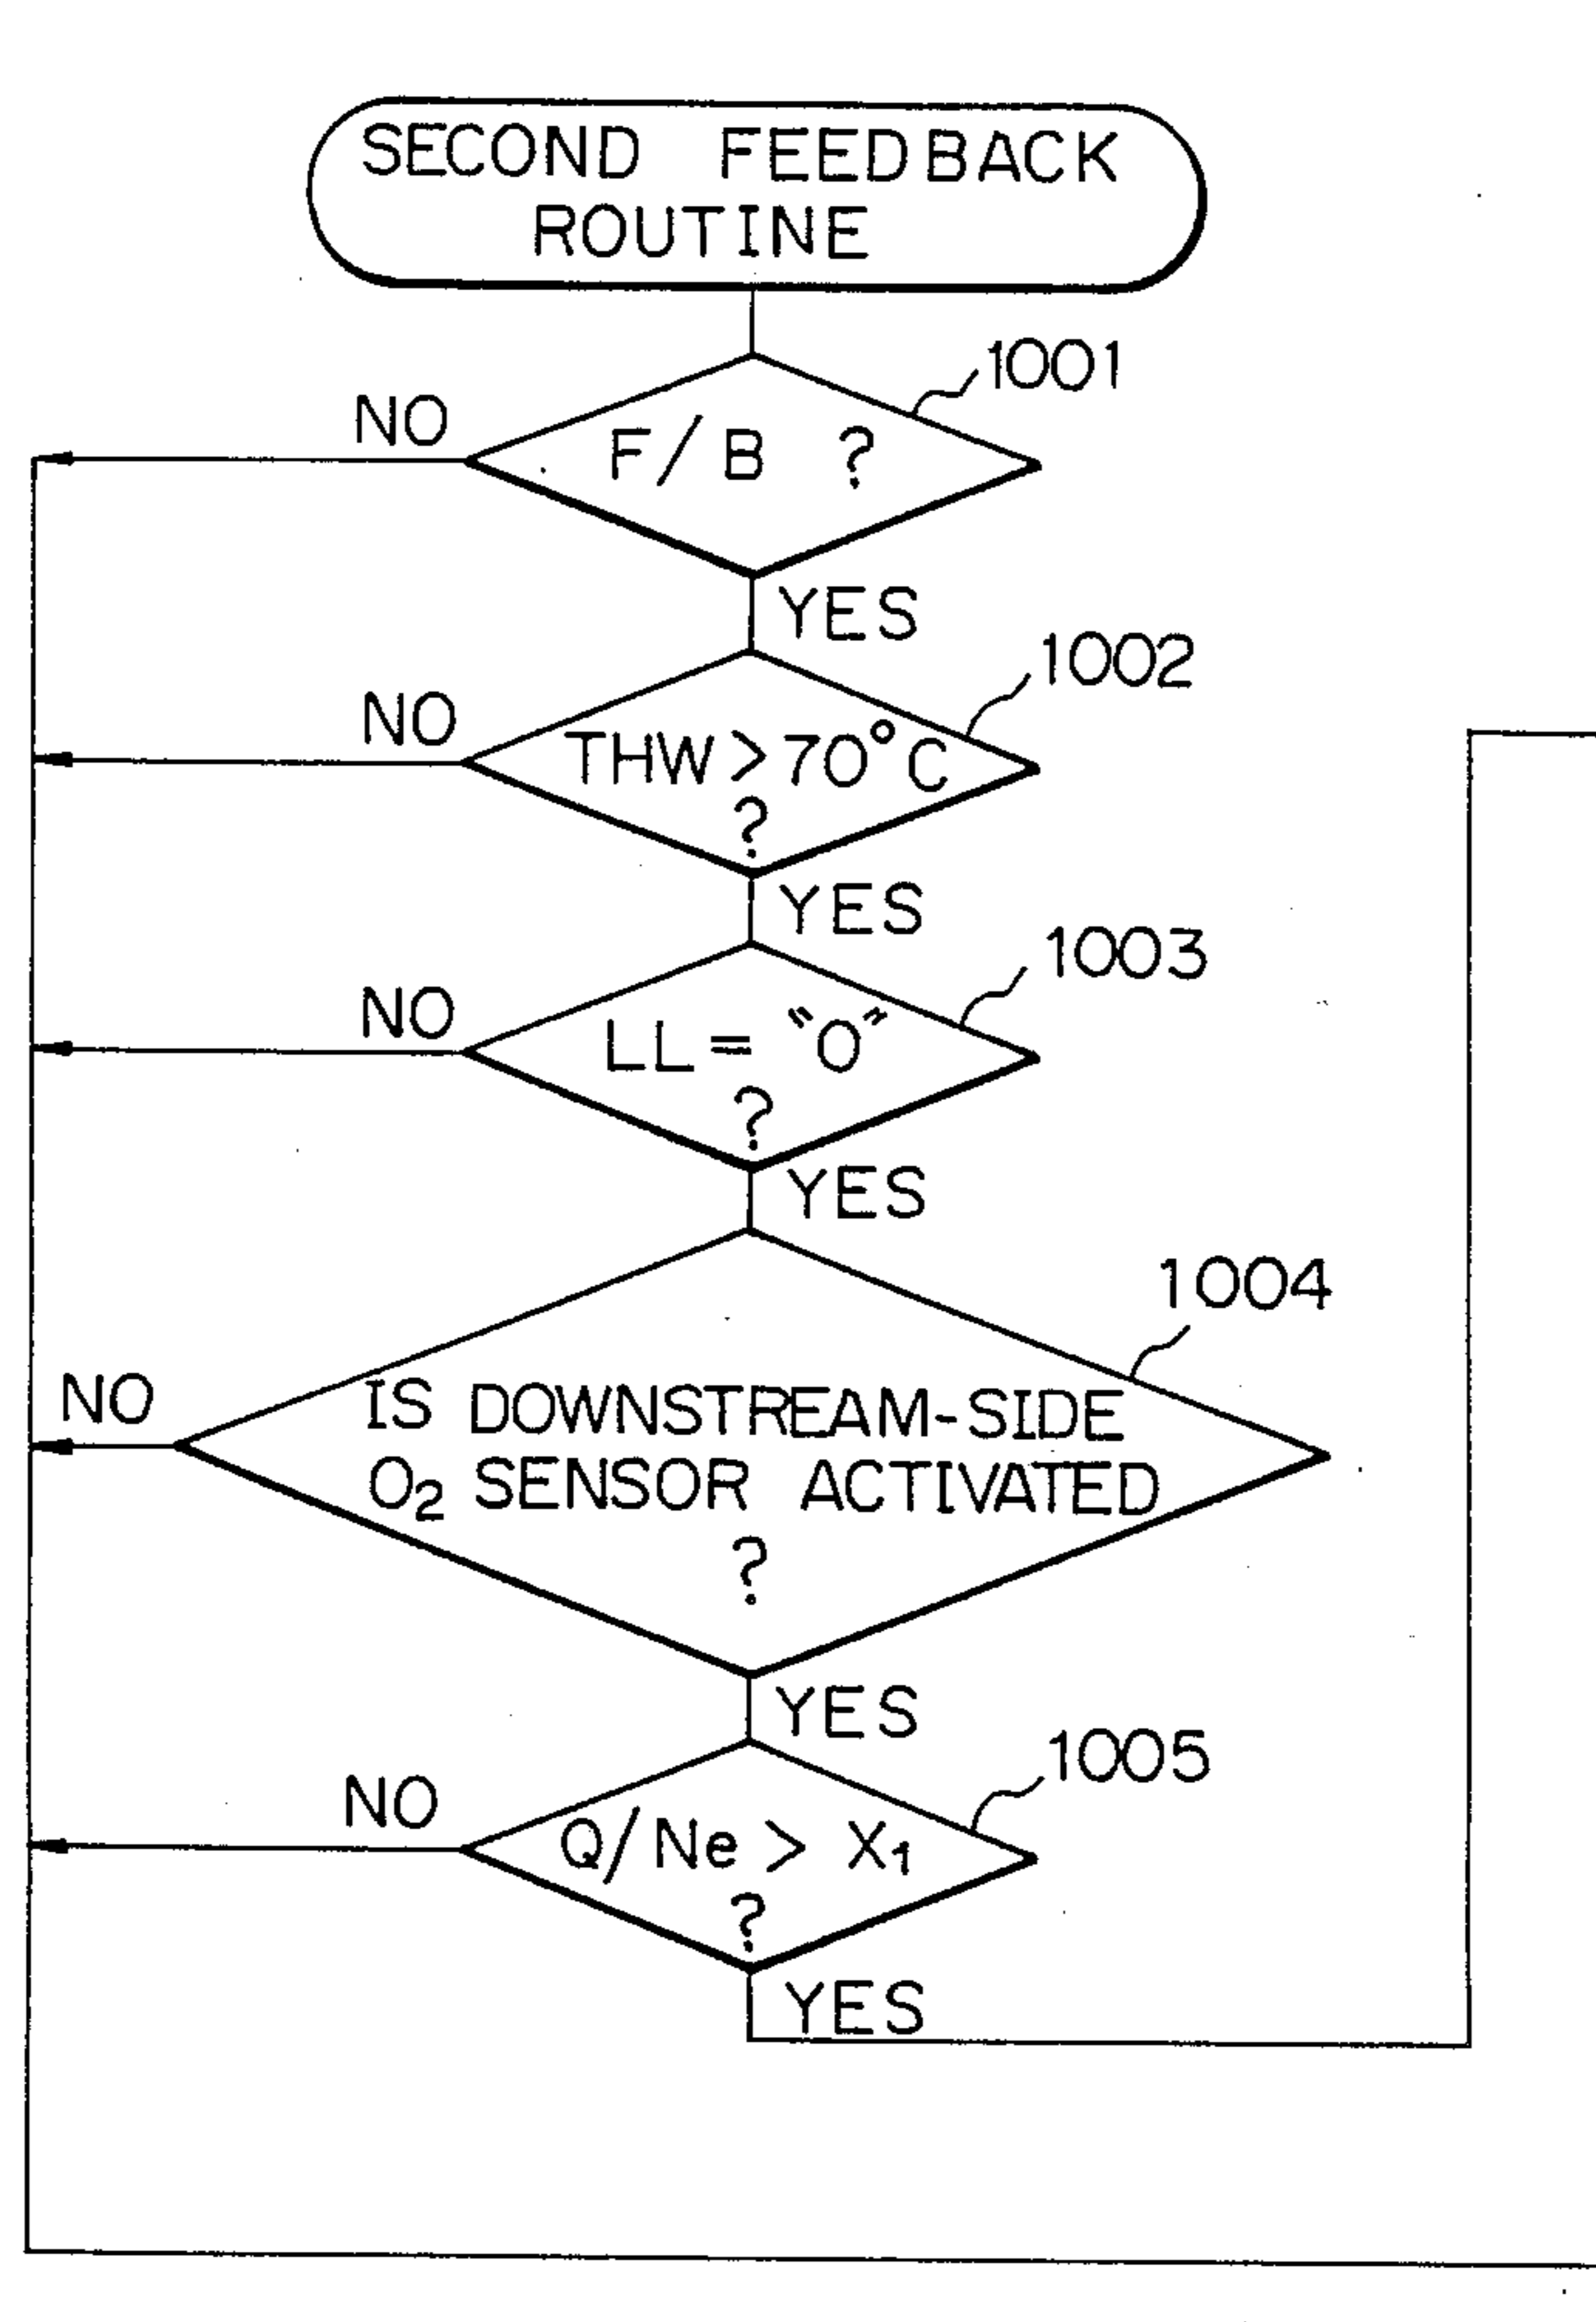 SECOND FEEDBACK
ROUTINE
1001
NO
F/B ?
YES
1002
NO
THW > 70°C
?
YES
1003
NO
LL = "0"
?
YES
1004
NO
IS DOWNSTREAM-SIDE
O₂ SENSOR ACTIVATED
?
YES
1005
NO
Q/Ne > X₁
?
YES